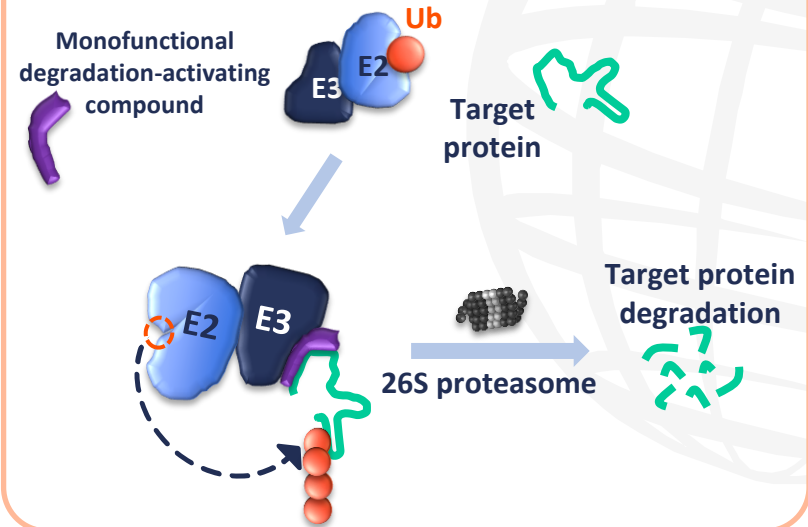 Monofunctional
degradation-activating
compound
Ub
E2
E3
Target
protein
E2
E3
Target protein
degradation
26S proteasome